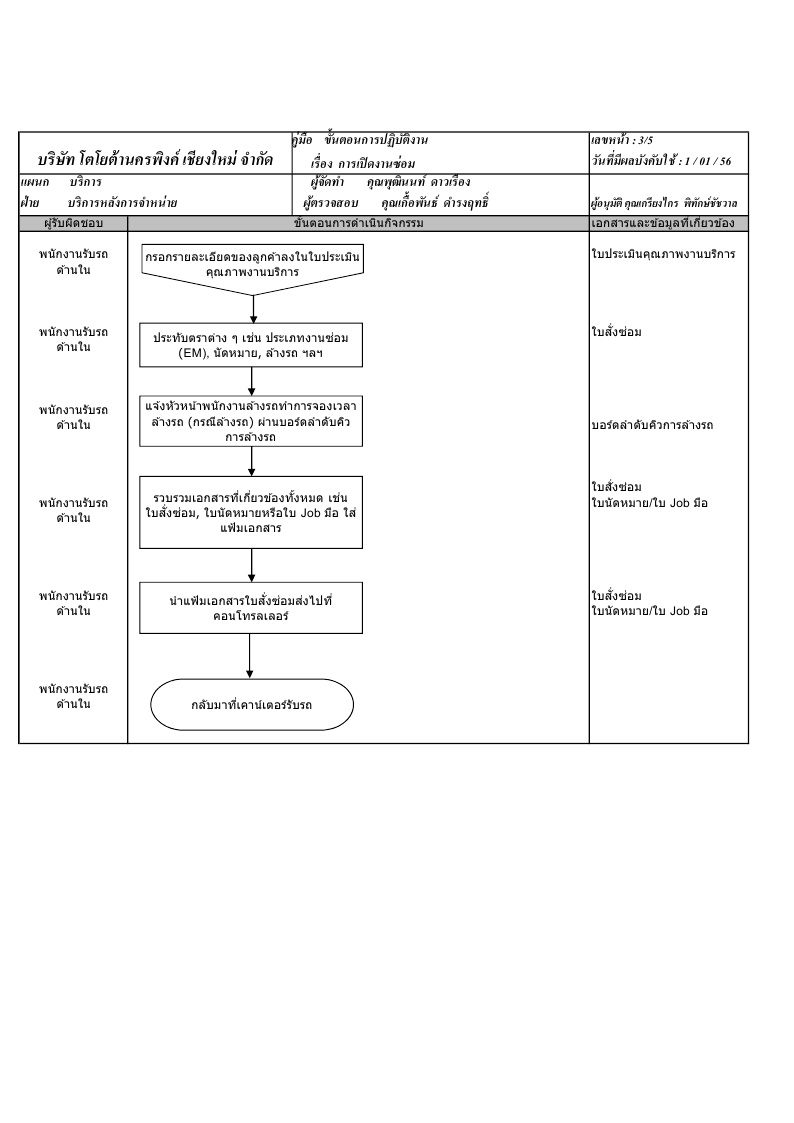 คู่มือ ขั้นตอนการปฏิบัติงาน
เลขหน้า : 3/5
บริษัท โตโยต้านครพิงค์ เชียงใหม่ จำกัด
เรื่อง การเปิดงานซ่อม
วันที่มีผลบังคับใช้ : 1 / 01 / 56
แผนก บริการ
ผู้จัดทำ คุณพุฒินนท์ ดาวเรือง
ฝ่าย บริการหลังการจำหน่าย
ผู้ตรวจสอบ คุณเกื้อพันธ์ ดำรงฤทธิ์
ผู้อนุมัติ คุณเกรียงไกร พิทักษ์ชัชวาล
ผู้รับผิดชอบ
ขั้นตอนการดำเนินกิจกรรม
เอกสารและข้อมูลที่เกี่ยวข้อง
พนักงานรับรถ
ด้านใน
กรอกรายละเอียดของลูกค้าลงในใบประเมิน
คุณภาพงานบริการ
ใบประเมินคุณภาพงานบริการ
พนักงานรับรถ
ด้านใน
ประทับตราต่าง ๆ เช่น ประเภทงานซ่อม
(EM), นัดหมาย, ล้างรถ ฯลฯ
ใบสั่งซ่อม
พนักงานรับรถ
ด้านใน
แจ้งหัวหน้าพนักงานล้างรถทำการจองเวลา
ล้างรถ (กรณีล้างรถ) ผ่านบอร์ดลำดับคิว
การล้างรถ
บอร์ดลำดับคิวการล้างรถ
พนักงานรับรถ
ด้านใน
รวบรวมเอกสารที่เกี่ยวข้องทั้งหมด เช่น
ใบสั่งซ่อม, ใบนัดหมายหรือใบ Job มือ ใส่
แฟ้มเอกสาร
ใบสั่งซ่อม
ใบนัดหมาย/ใบ Job มือ
พนักงานรับรถ
ด้านใน
นำแฟ้มเอกสารใบสั่งซ่อมส่งไปที่
คอนโทรลเลอร์
ใบสั่งซ่อม
ใบนัดหมาย/ใบ Job มือ
พนักงานรับรถ
ด้านใน
กลับมาที่เคาน์เตอร์รับรถ